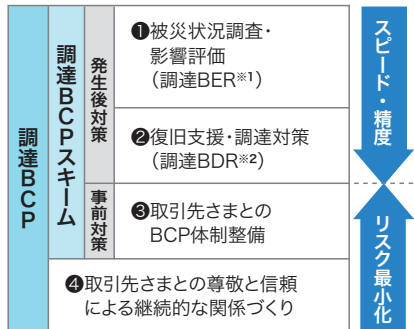 調達BCP
調達BCPスキーム
発生後対策
❶被災状況調査・
影響評価
（調達BER※1）
❷復旧支援・調達対策
（調達BDR※2）
事前対策
❸取引先さまとの
BCP体制整備
❹取引先さまとの尊敬と信頼
による継続的な関係づくり
スピード・精度
リスク最小化